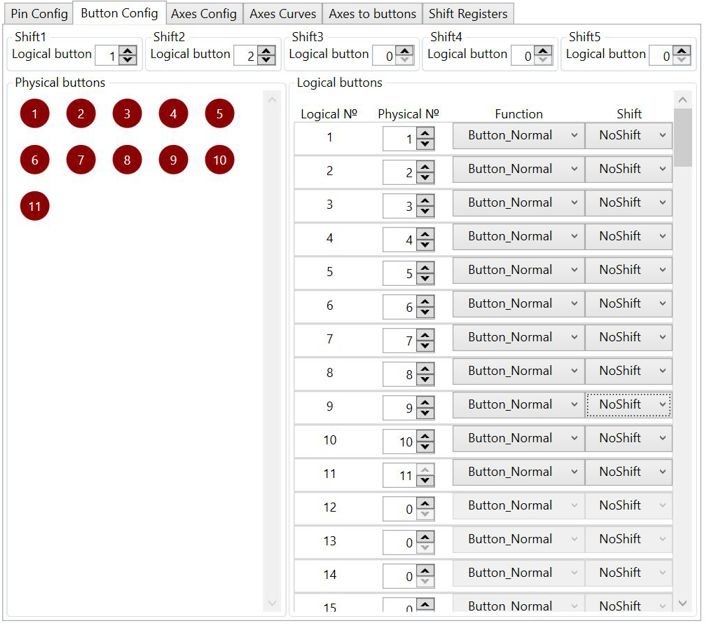 Pin Config Button Config Axes Config Axes Curves Axes to buttons Shift Registers
Shift1 Shift2 Shift3 Shift4 Shift5
Logical button 1 Logical button 2 Logical button 0 Logical button 0 Logical button 0
Physical buttons
1 2 3 4 5
6 7 8 9 10
11
Logical buttons
Logical Nº Physical Nº Function Shift
1 1 Button_Normal NoShift
2 2 Button_Normal NoShift
3 3 Button_Normal NoShift
4 4 Button_Normal NoShift
5 5 Button_Normal NoShift
6 6 Button_Normal NoShift
7 7 Button_Normal NoShift
8 8 Button_Normal NoShift
9 9 Button_Normal NoShift
10 10 Button_Normal NoShift
11 11 Button_Normal NoShift
12 0 Button_Normal NoShift
13 0 Button_Normal NoShift
14 0 Button_Normal NoShift
15 0 Button_Normal NoShift